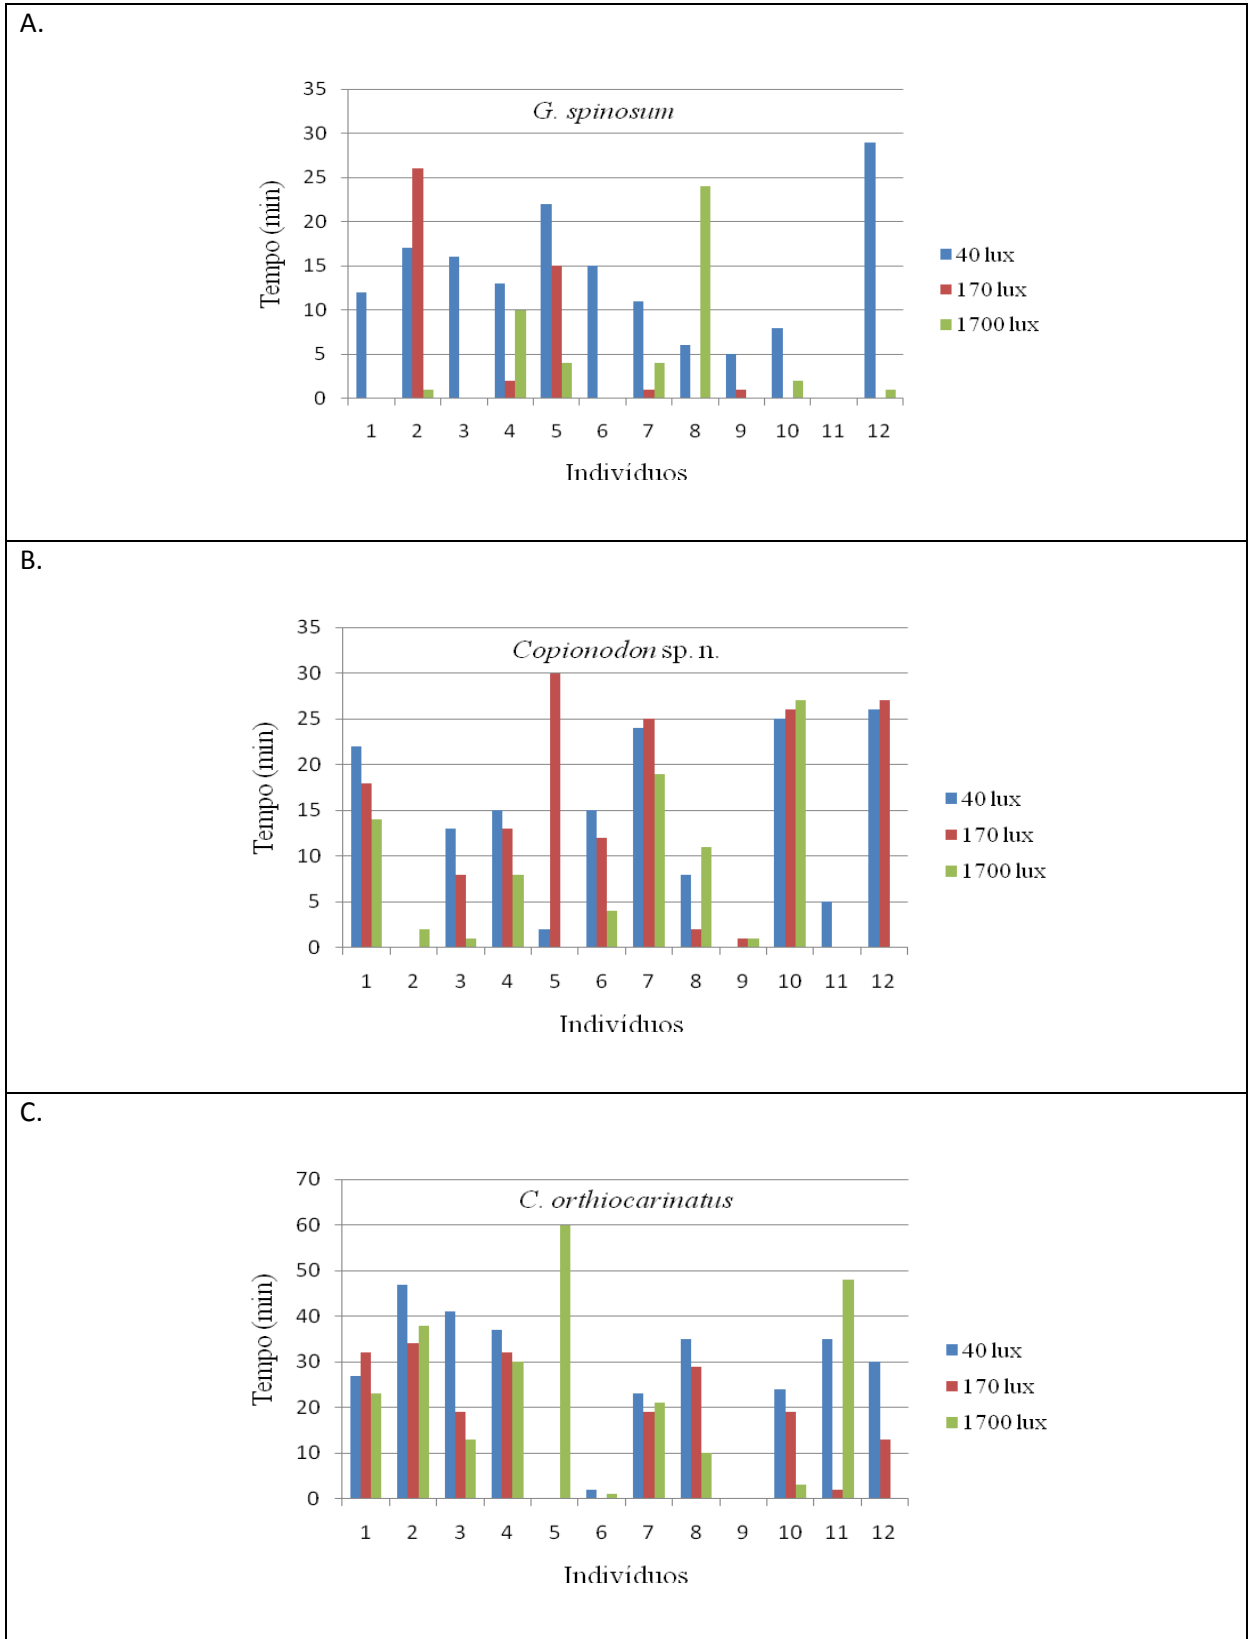 A.
G. spinosum
35
30
25
20
15
10
5
0
Tempo (min)
1 2 3 4 5 6 7 8 9 10 11 12
Indivíduos
40 lux
170 lux
1700 lux
B.
Copionodon sp. n.
35
30
25
20
15
10
5
0
Tempo (min)
1 2 3 4 5 6 7 8 9 10 11 12
Indivíduos
40 lux
170 lux
1700 lux
C.
C. orthiocarinatus
70
60
50
40
30
20
10
0
Tempo (min)
1 2 3 4 5 6 7 8 9 10 11 12
Indivíduos
40 lux
170 lux
1700 lux